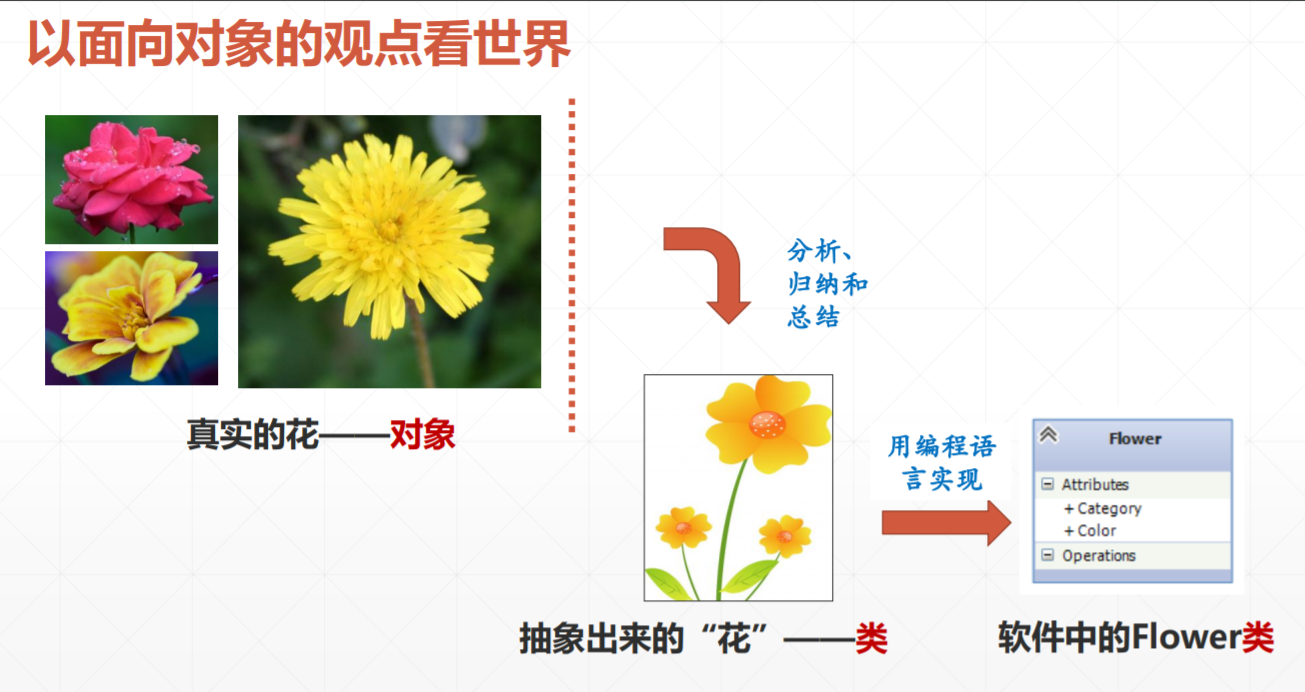 以面向对象的观点看世界
分析、
归纳和
总结
真实的花——对象
用编程语
言实现
Flower
Attributes
+ Category
+ Color
Operations
抽象出来的“花”——类
软件中的Flower类